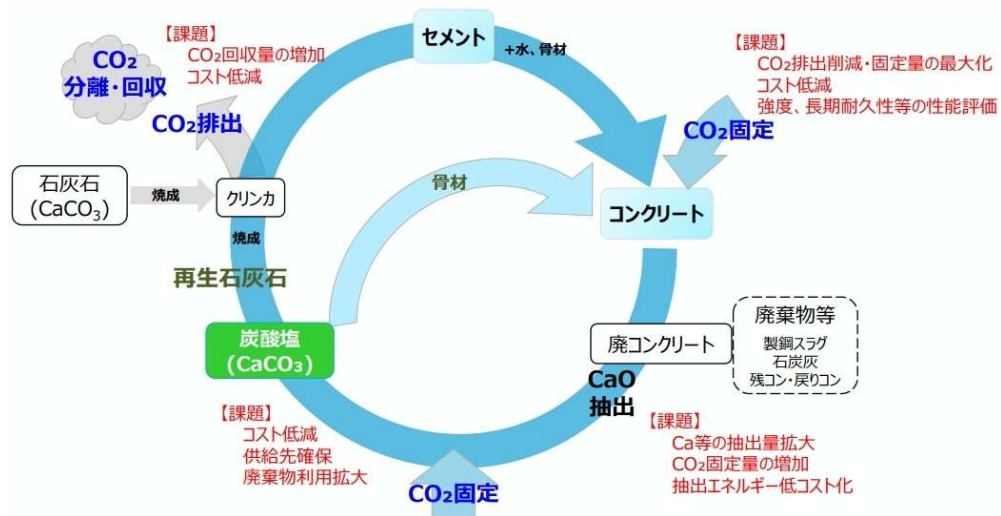 セメント
+水、骨材
【課題】
CO₂回収量の増加
コスト低減
CO₂
分離・回収
CO₂排出
【課題】
CO₂排出削減・固定量の最大化
コスト低減
強度、長期耐久性等の性能評価
CO₂固定
石灰石
(CaCO₃)
焼成
クリンカ
骨材
コンクリート
焼成
再生石灰石
炭酸塩
(CaCO₃)
廃コンクリート
廃棄物等
製鋼スラグ
石炭灰
残コン・戻りコン
CaO
抽出
【課題】
コスト低減
供給先確保
廃棄物利用拡大
CO₂固定
【課題】
Ca等の抽出量拡大
CO₂固定量の増加
抽出エネルギー低コスト化